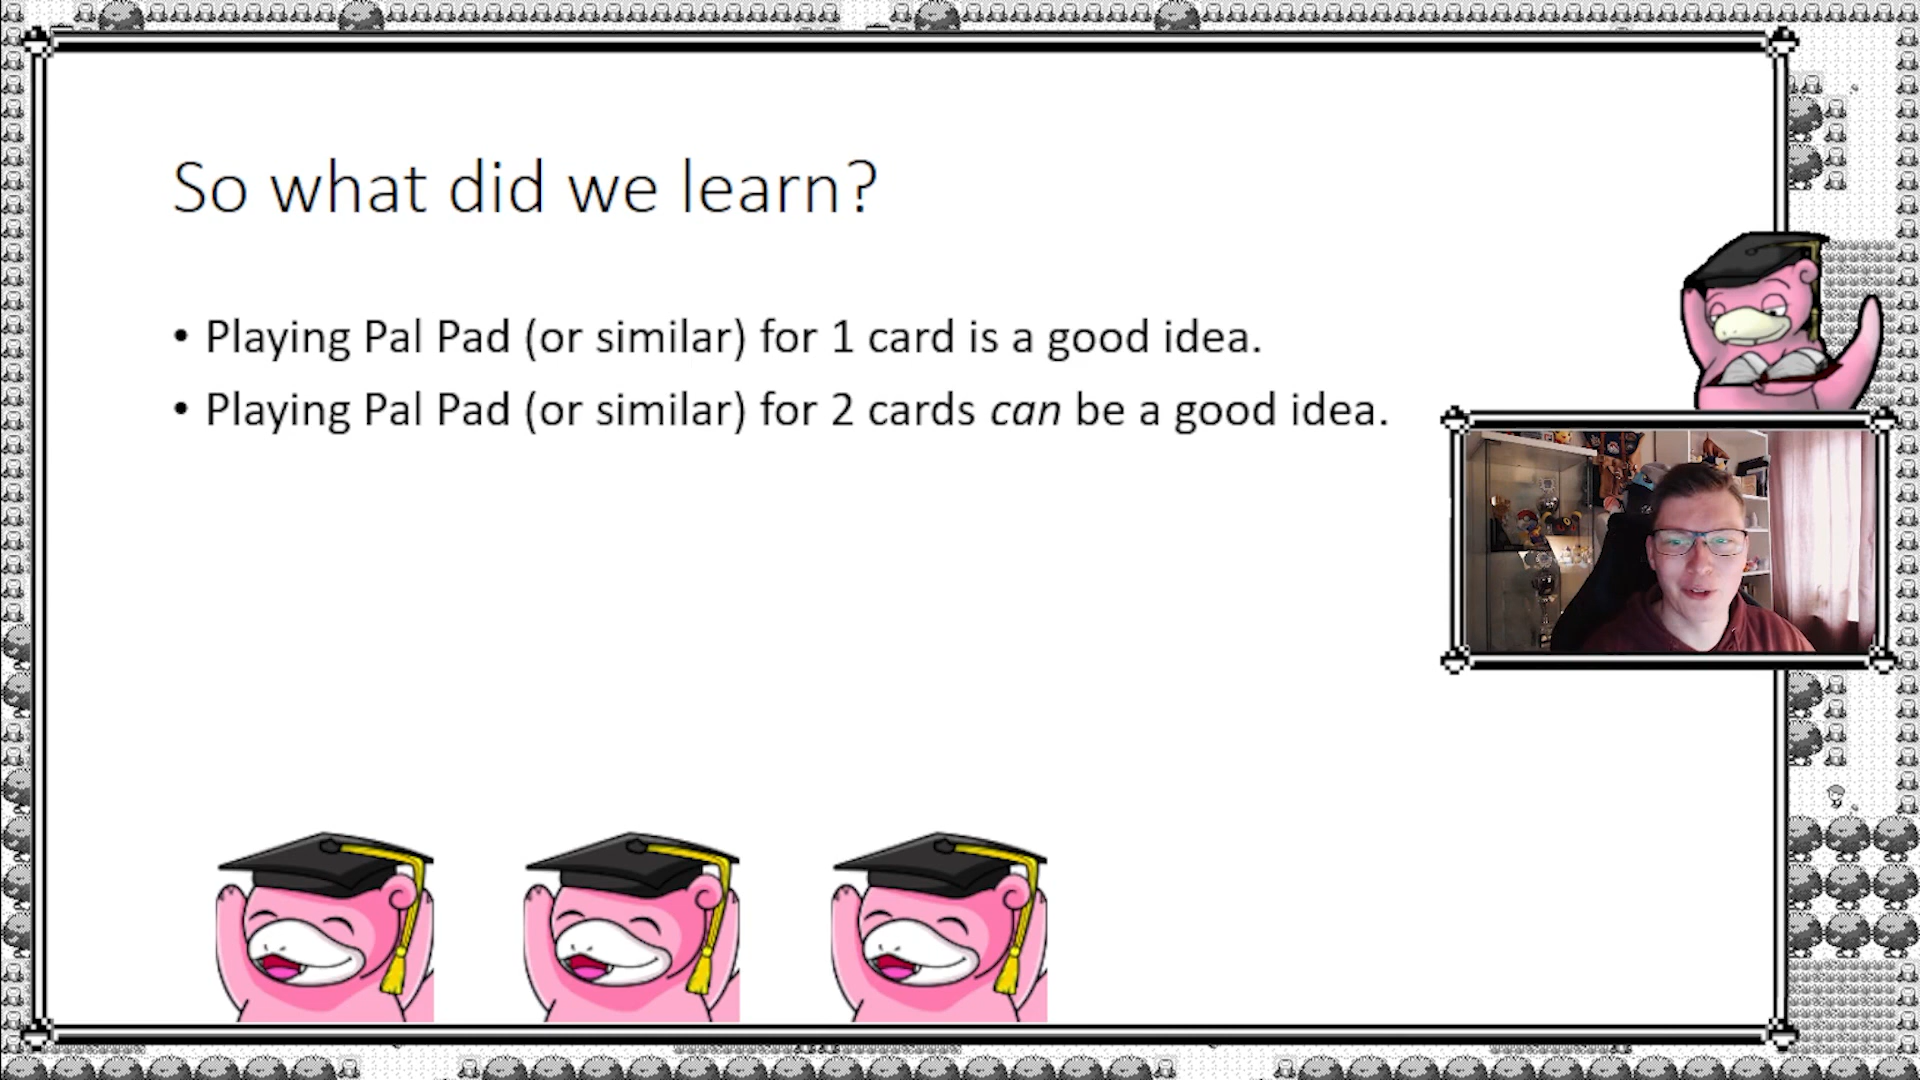 So what did we learn?
• Playing Pal Pad (or similar) for 1 card is a good idea.
• Playing Pal Pad (or similar) for 2 cards can be a good idea.